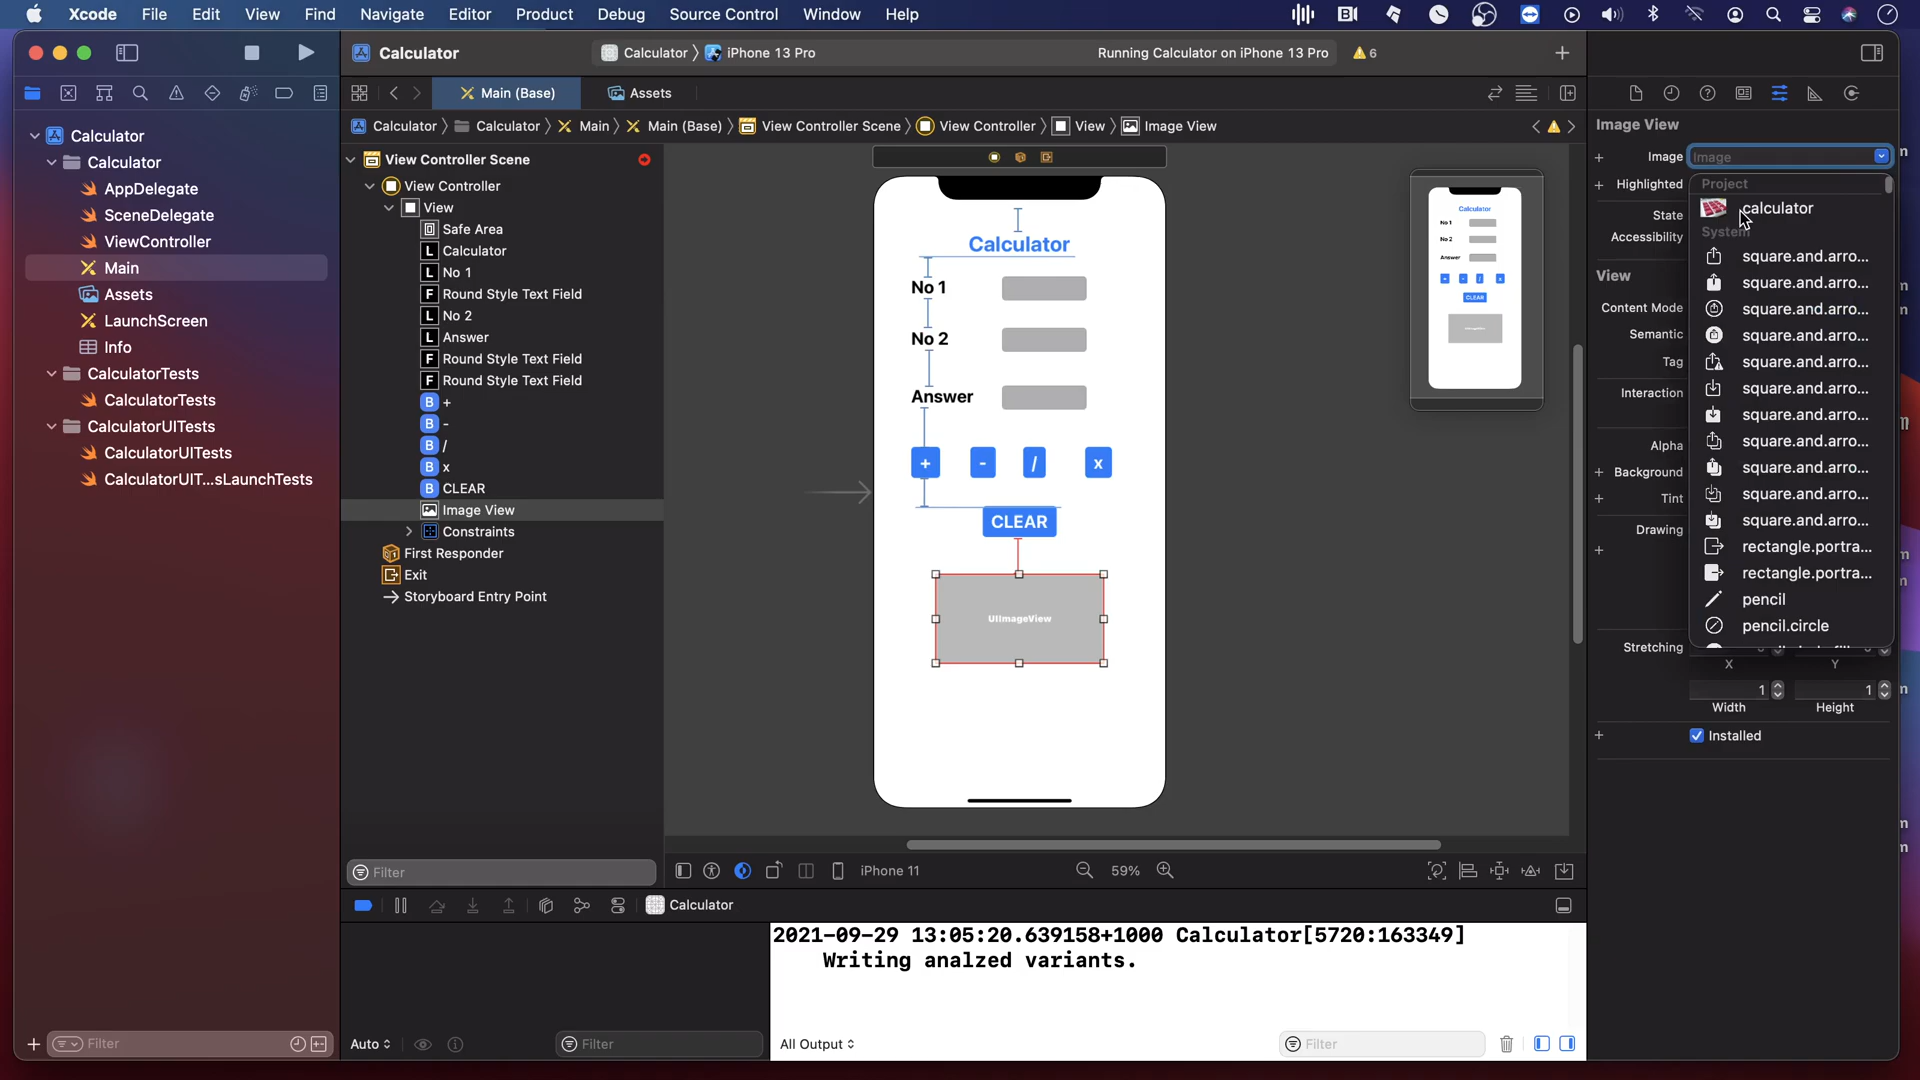 Xcode File Edit View Find Navigate Editor Product Debug Source Control Window Help
Calculator
Calculator iPhone 13 Pro
Running Calculator on iPhone 13 Pro
6
Main (Base)
Assets
Calculator Calculator Main Main (Base) View Controller Scene View Controller View Image View
Calculator
Calculator
AppDelegate
SceneDelegate
ViewController
Main
Assets
LaunchScreen
Info
CalculatorTests
CalculatorTests
CalculatorUITests
CalculatorUITests
CalculatorUIT...sLaunchTests
Filter
View Controller Scene
View Controller
View
Safe Area
L Calculator
L No 1
F Round Style Text Field
L No 2
L Answer
F Round Style Text Field
F Round Style Text Field
B +
B -
B /
B x
B CLEAR
Image View
Constraints
First Responder
Exit
Storyboard Entry Point
Filter
Calculator
No 1
No 2
Answer
+ - / x
CLEAR
UIImageView
Calculator
No 1
No 2
Answer
CLEAR
iPhone 11
59%
Image View
Image Image
Highlighted
State
Accessibility
View
Content Mode
Semantic
Tag
Interaction
Alpha
Background
Tint
Drawing
Stretching
X Y
1 1
Width Height
Installed
Project
calculator
System
square.and.arro...
square.and.arro...
square.and.arro...
square.and.arro...
square.and.arro...
square.and.arro...
square.and.arro...
square.and.arro...
square.and.arro...
square.and.arro...
square.and.arro...
rectangle.portra...
rectangle.portra...
pencil
pencil.circle
Calculator
2021-09-29 13:05:20.639158+1000 Calculator[5720:163349]
Writing analzed variants.
Auto
Filter
All Output
Filter